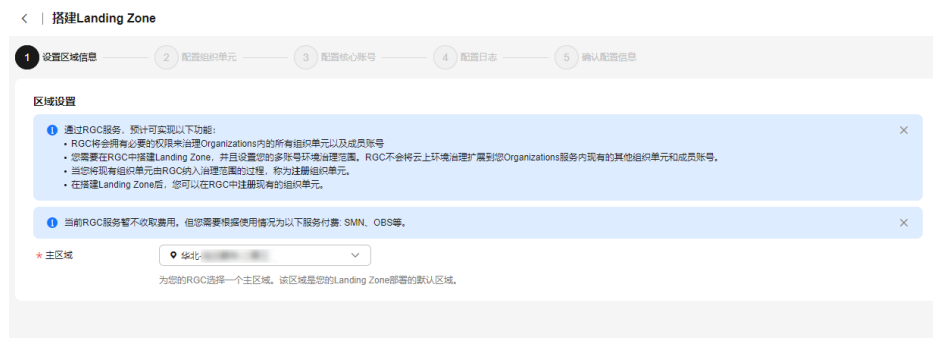 搭建Landing Zone
1 设置区域信息 2 配置组织单元 3 配置核心账号 4 配置日志 5 确认配置信息
区域设置
通过RGC服务，预计可实现以下功能：
• RGC将会拥有必要的权限来治理Organizations内的所有组织单元以及成员账号
• 您需要在RGC中搭建Landing Zone，并且设置您的多账号环境治理范围。RGC不会将云上环境治理扩展到您Organizations服务内现有的其他组织单元和成员账号。
• 当您将现有组织单元由RGC纳入治理范围的过程，称为注册组织单元。
• 在搭建Landing Zone后，您可以在RGC中注册现有的组织单元。
当前RGC服务暂不收取费用。但您需要根据使用情况为以下服务付费: SMN、OBS等。
* 主区域 华北-
为您的RGC选择一个主区域。该区域是您的Landing Zone部署的默认区域。